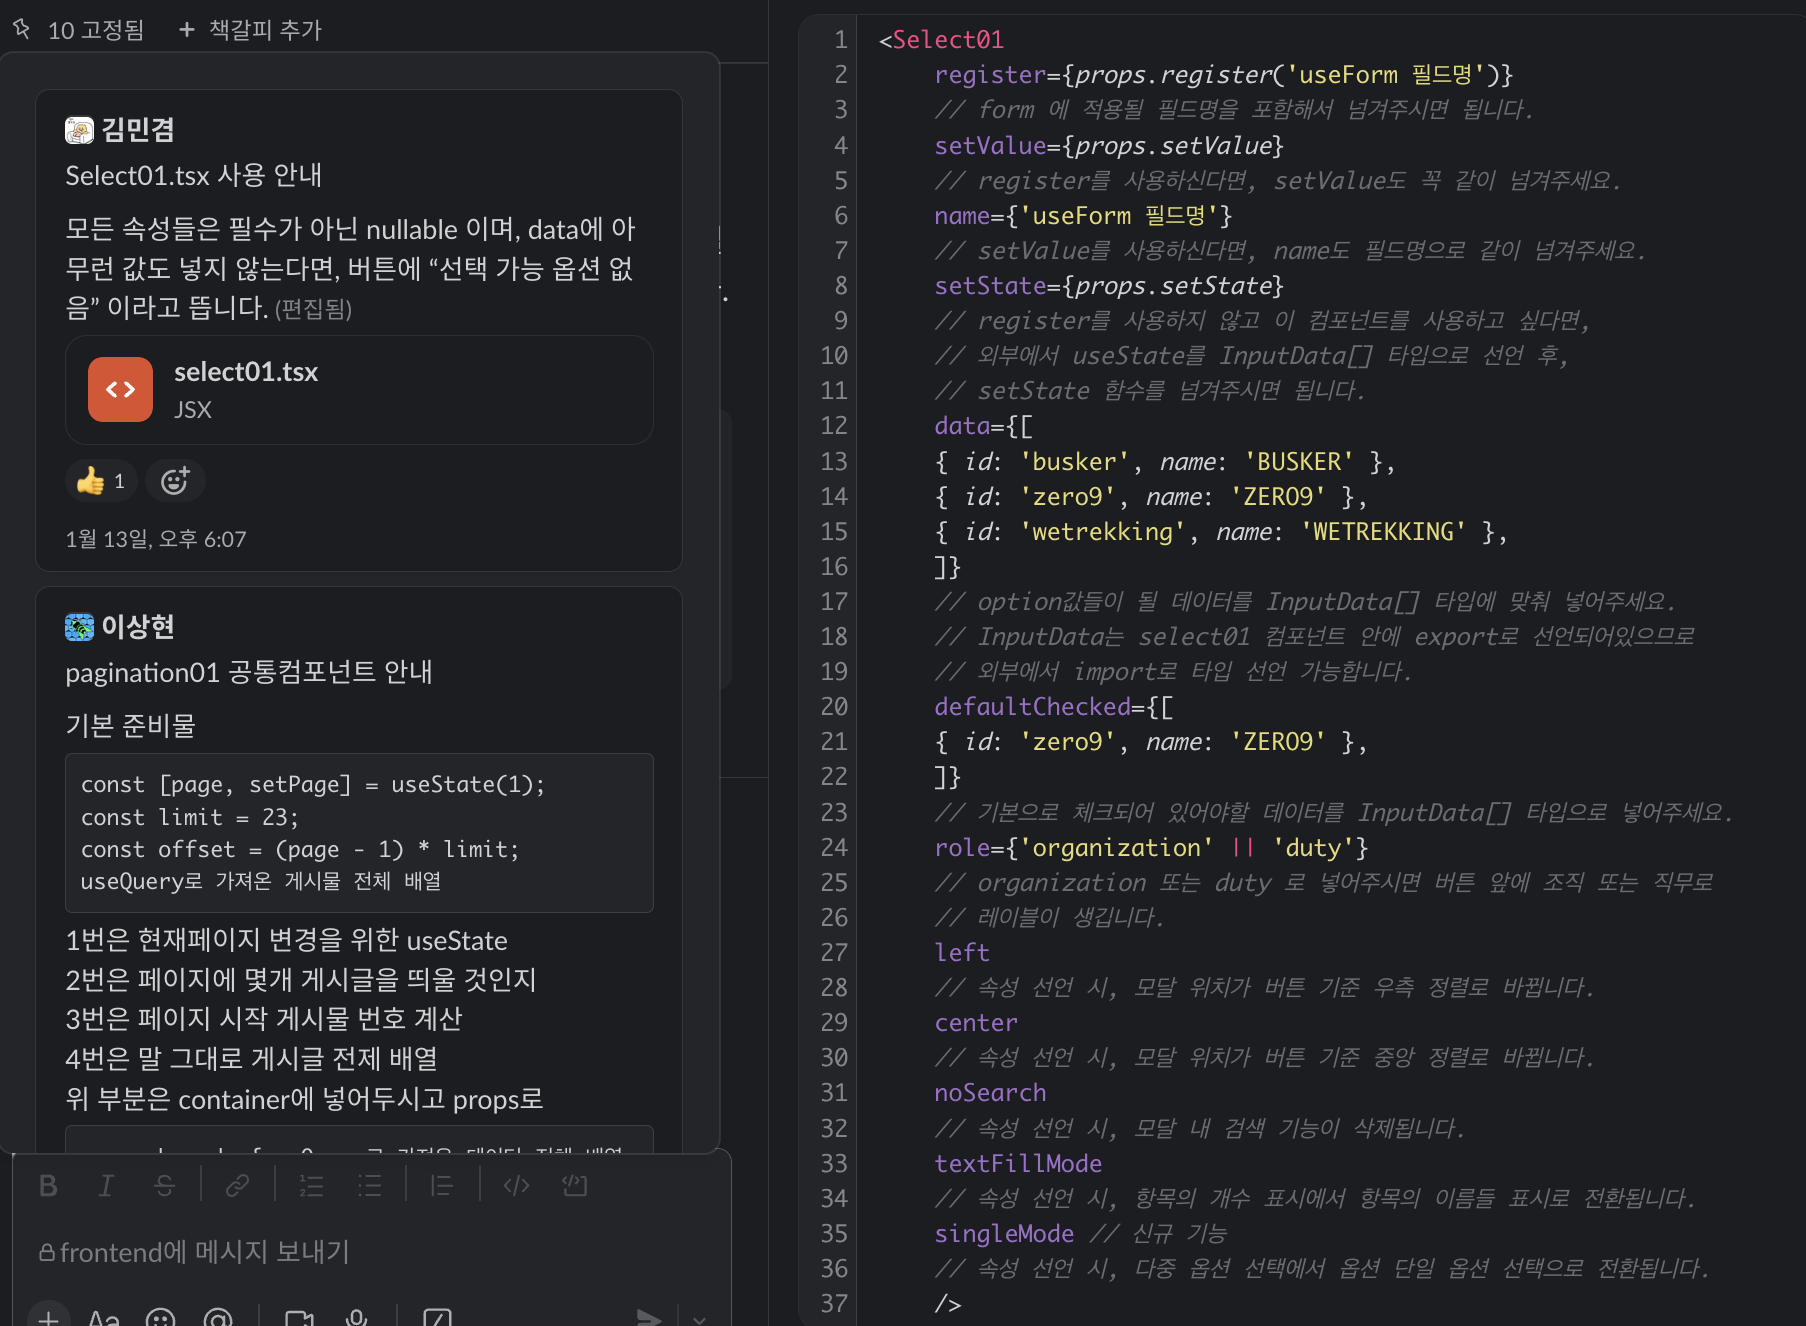 10 고정됨
+ 책갈피 추가
김민겸
Select01.tsx 사용 안내
모든 속성들은 필수가 아닌 nullable 이며, data에 아
무런 값도 넣지 않는다면, 버튼에 “선택 가능 옵션 없
음” 이라고 뜹니다. (편집됨)
select01.tsx
JSX
1
1월 13일, 오후 6:07
이상현
pagination01 공통컴포넌트 안내
기본 준비물
const [page, setPage] = useState(1);
const limit = 23;
const offset = (page - 1) * limit;
useQuery로 가져온 게시물 전체 배열
1번은 현재페이지 변경을 위한 useState
2번은 페이지에 몇개 게시글을 띄울 것인지
3번은 페이지 시작 게시물 번호 계산
4번은 말 그대로 게시글 전제 배열
위 부분은 container에 넣어두시고 props로
frontend에 메시지 보내기
Aa
1 <Select01
2 register={props.register('useForm 필드명')}
3 // form 에 적용될 필드명을 포함해서 넘겨주시면 됩니다.
4 setValue={props.setValue}
5 // register를 사용하신다면, setValue도 꼭 같이 넘겨주세요.
6 name={'useForm 필드명'}
7 // setValue를 사용하신다면, name도 필드명으로 같이 넘겨주세요.
8 setState={props.setState}
9 // register를 사용하지 않고 이 컴포넌트를 사용하고 싶다면,
10 // 외부에서 useState를 InputData[] 타입으로 선언 후,
11 // setState 함수를 넘겨주시면 됩니다.
12 data={[
13 { id: 'busker', name: 'BUSKER' },
14 { id: 'zero9', name: 'ZERO9' },
15 { id: 'wetrekking', name: 'WETREKKING' },
16 ]}
17 // option값들이 될 데이터를 InputData[] 타입에 맞춰 넣어주세요.
18 // InputData는 select01 컴포넌트 안에 export로 선언되어있으므로
19 // 외부에서 import로 타입 선언 가능합니다.
20 defaultChecked={[
21 { id: 'zero9', name: 'ZERO9' },
22 ]}
23 // 기본으로 체크되어 있어야할 데이터를 InputData[] 타입으로 넣어주세요.
24 role={'organization' || 'duty'}
25 // organization 또는 duty 로 넣어주시면 버튼 앞에 조직 또는 직무로
26 // 레이블이 생깁니다.
27 left
28 // 속성 선언 시, 모달 위치가 버튼 기준 우측 정렬로 바뀝니다.
29 center
30 // 속성 선언 시, 모달 위치가 버튼 기준 중앙 정렬로 바뀝니다.
31 noSearch
32 // 속성 선언 시, 모달 내 검색 기능이 삭제됩니다.
33 textFillMode
34 // 속성 선언 시, 항목의 개수 표시에서 항목의 이름들 표시로 전환됩니다.
35 singleMode // 신규 기능
36 // 속성 선언 시, 다중 옵션 선택에서 옵션 단일 옵션 선택으로 전환됩니다.
37 />